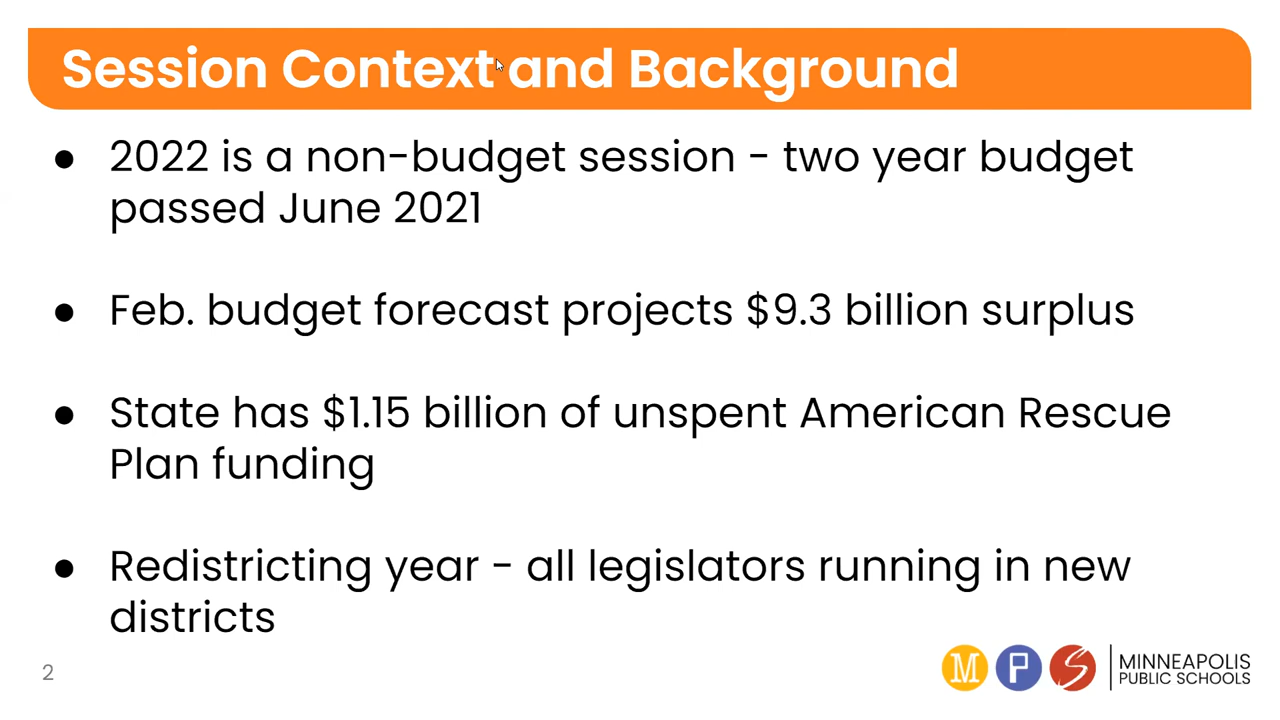 Session Context and Background
● 2022 is a non-budget session - two year budget
passed June 2021
● Feb. budget forecast projects $9.3 billion surplus
● State has $1.15 billion of unspent American Rescue
Plan funding
● Redistricting year - all legislators running in new
districts
2
M P S MINNEAPOLIS
PUBLIC SCHOOLS